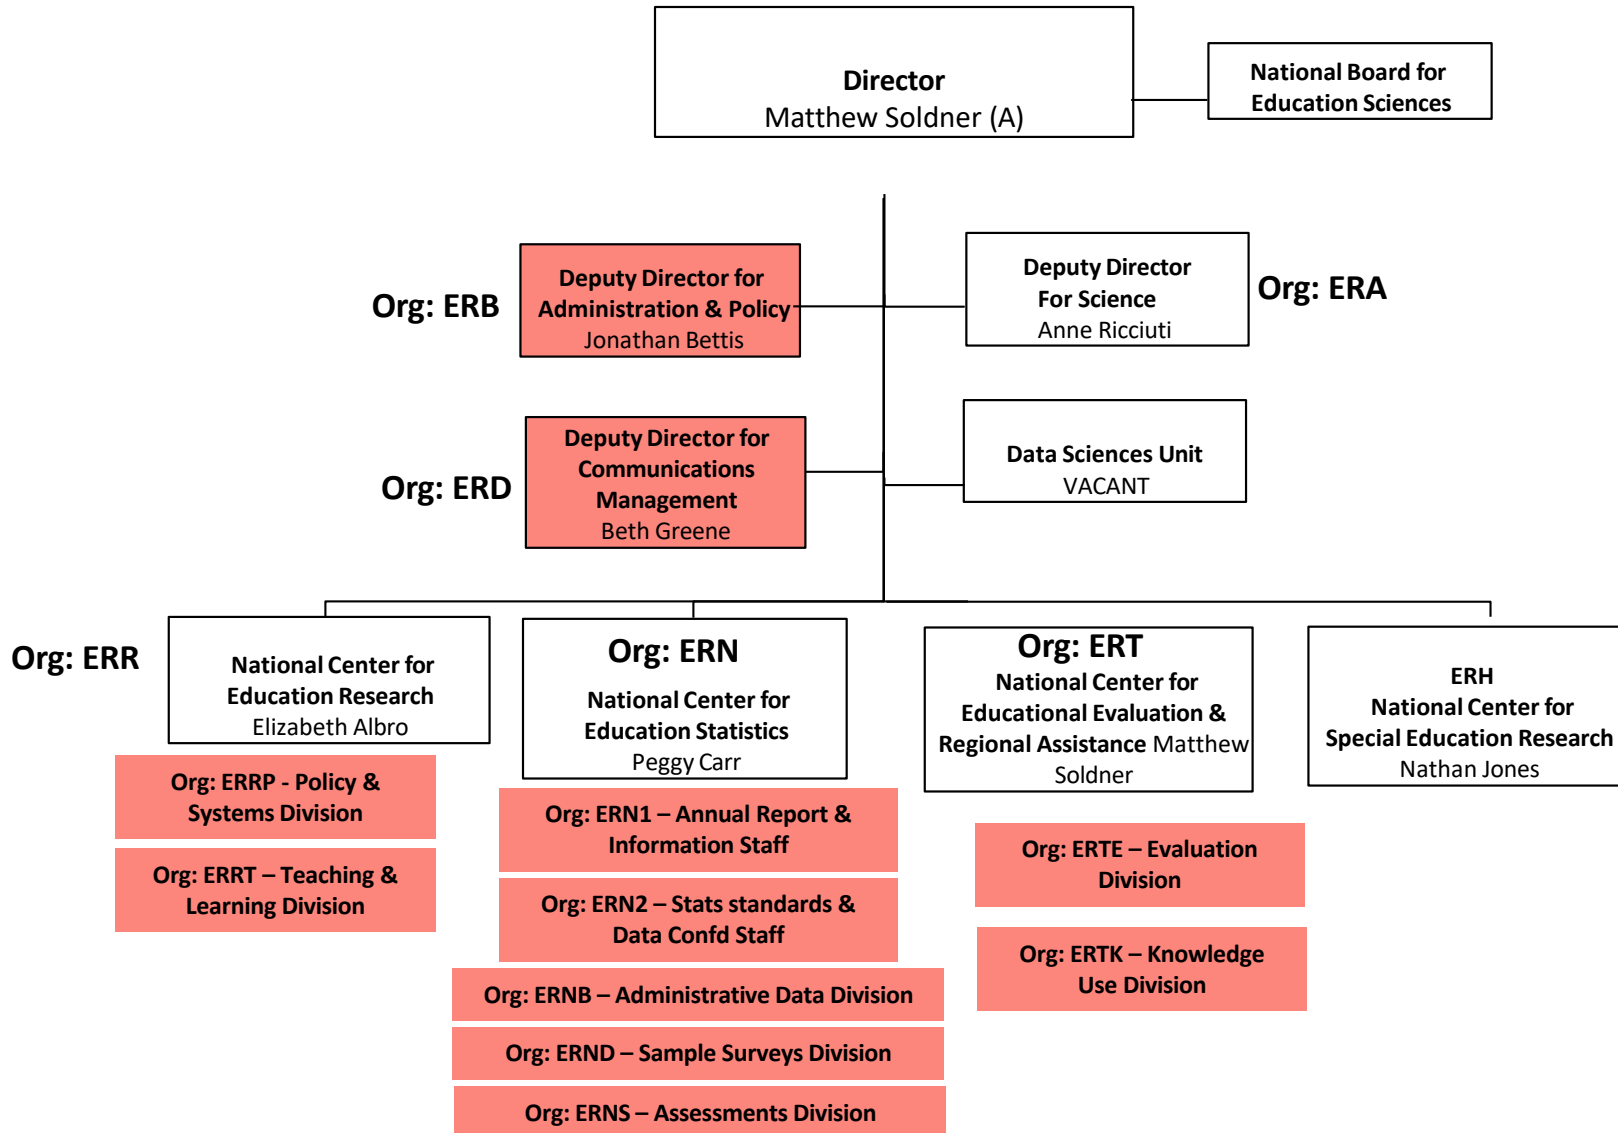 Director
Matthew Soldner (A)
National Board for
Education Sciences
Org: ERB
Deputy Director for
Administration & Policy
Jonathan Bettis
Deputy Director
For Science
Anne Ricciuti
Org: ERA
Org: ERD
Deputy Director for
Communications
Management
Beth Greene
Data Sciences Unit
VACANT
Org: ERR
National Center for
Education Research
Elizabeth Albro
Org: ERRP - Policy &
Systems Division
Org: ERRT – Teaching &
Learning Division
Org: ERN
National Center for
Education Statistics
Peggy Carr
Org: ERN1 – Annual Report &
Information Staff
Org: ERN2 – Stats standards &
Data Confd Staff
Org: ERNB – Administrative Data Division
Org: ERND – Sample Surveys Division
Org: ERNS – Assessments Division
Org: ERT
National Center for
Educational Evaluation &
Regional Assistance Matthew
Soldner
Org: ERTE – Evaluation
Division
Org: ERTK – Knowledge
Use Division
ERH
National Center for
Special Education Research
Nathan Jones